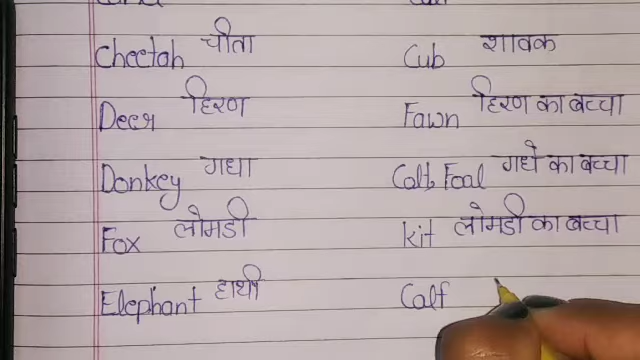 Cheetah चीता Cub शावक
Deer हिरण Fawn हिरण का बच्चा
Donkey गधा Colt, Foal गधे का बच्चा
Fox लोमडी kit लोमडी का बच्चा
Elephant हाथी Calf